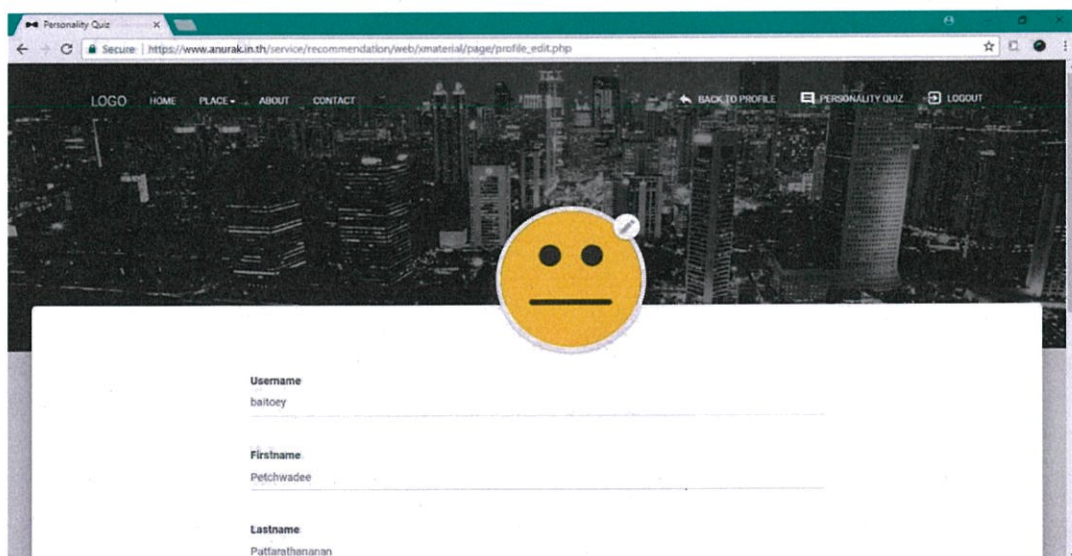 Personality Quiz
Secure https://www.anurak.in.th/service/recommendation/web/xmaterial/page/profile_edit.php
LOGO HOME PLACE ABOUT CONTACT BACK TO PROFILE PERSONALITY QUIZ LOGOUT
Username
baitoey
Firstname
Petchwadee
Lastname
Pattarathananan